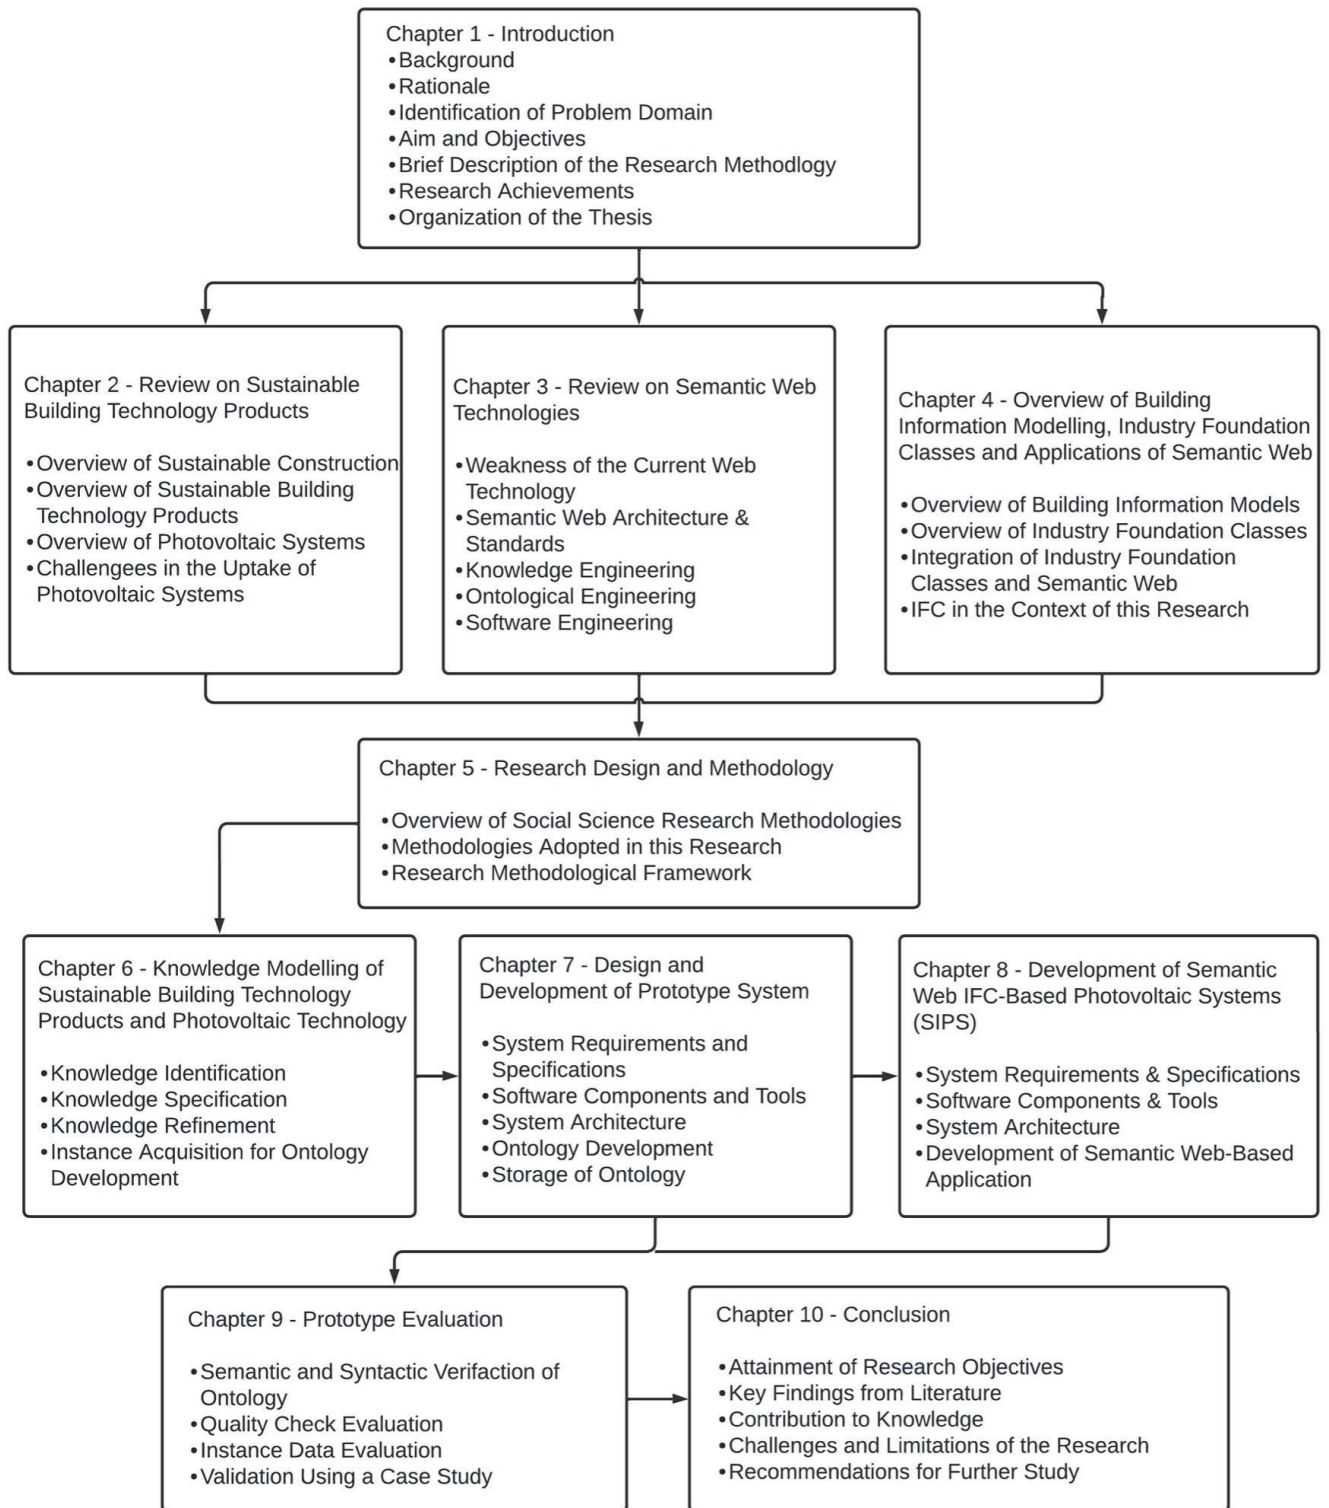 Chapter 1 - Introduction
•Background
•Rationale
•Identification of Problem Domain
•Aim and Objectives
•Brief Description of the Research Methodlogy
•Research Achievements
•Organization of the Thesis
Chapter 2 - Review on Sustainable
Building Technology Products
•Overview of Sustainable Construction
•Overview of Sustainable Building
Technology Products
•Overview of Photovoltaic Systems
•Challengees in the Uptake of
Photovoltaic Systems
Chapter 3 - Review on Semantic Web
Technologies
•Weakness of the Current Web
Technology
•Semantic Web Architecture &
Standards
•Knowledge Engineering
•Ontological Engineering
•Software Engineering
Chapter 4 - Overview of Building
Information Modelling, Industry Foundation
Classes and Applications of Semantic Web
•Overview of Building Information Models
•Overview of Industry Foundation Classes
•Integration of Industry Foundation
Classes and Semantic Web
•IFC in the Context of this Research
Chapter 5 - Research Design and Methodology
•Overview of Social Science Research Methodologies
•Methodologies Adopted in this Research
•Research Methodological Framework
Chapter 6 - Knowledge Modelling of
Sustainable Building Technology
Products and Photovoltaic Technology
•Knowledge Identification
•Knowledge Specification
•Knowledge Refinement
•Instance Acquisition for Ontology
Development
Chapter 7 - Design and
Development of Prototype System
•System Requirements and
Specifications
•Software Components and Tools
•System Architecture
•Ontology Development
•Storage of Ontology
Chapter 8 - Development of Semantic
Web IFC-Based Photovoltaic Systems
(SIPS)
•System Requirements & Specifications
•Software Components & Tools
•System Architecture
•Development of Semantic Web-Based
Application
Chapter 9 - Prototype Evaluation
•Semantic and Syntactic Verifaction of
Ontology
•Quality Check Evaluation
•Instance Data Evaluation
•Validation Using a Case Study
Chapter 10 - Conclusion
•Attainment of Research Objectives
•Key Findings from Literature
•Contribution to Knowledge
•Challenges and Limitations of the Research
•Recommendations for Further Study